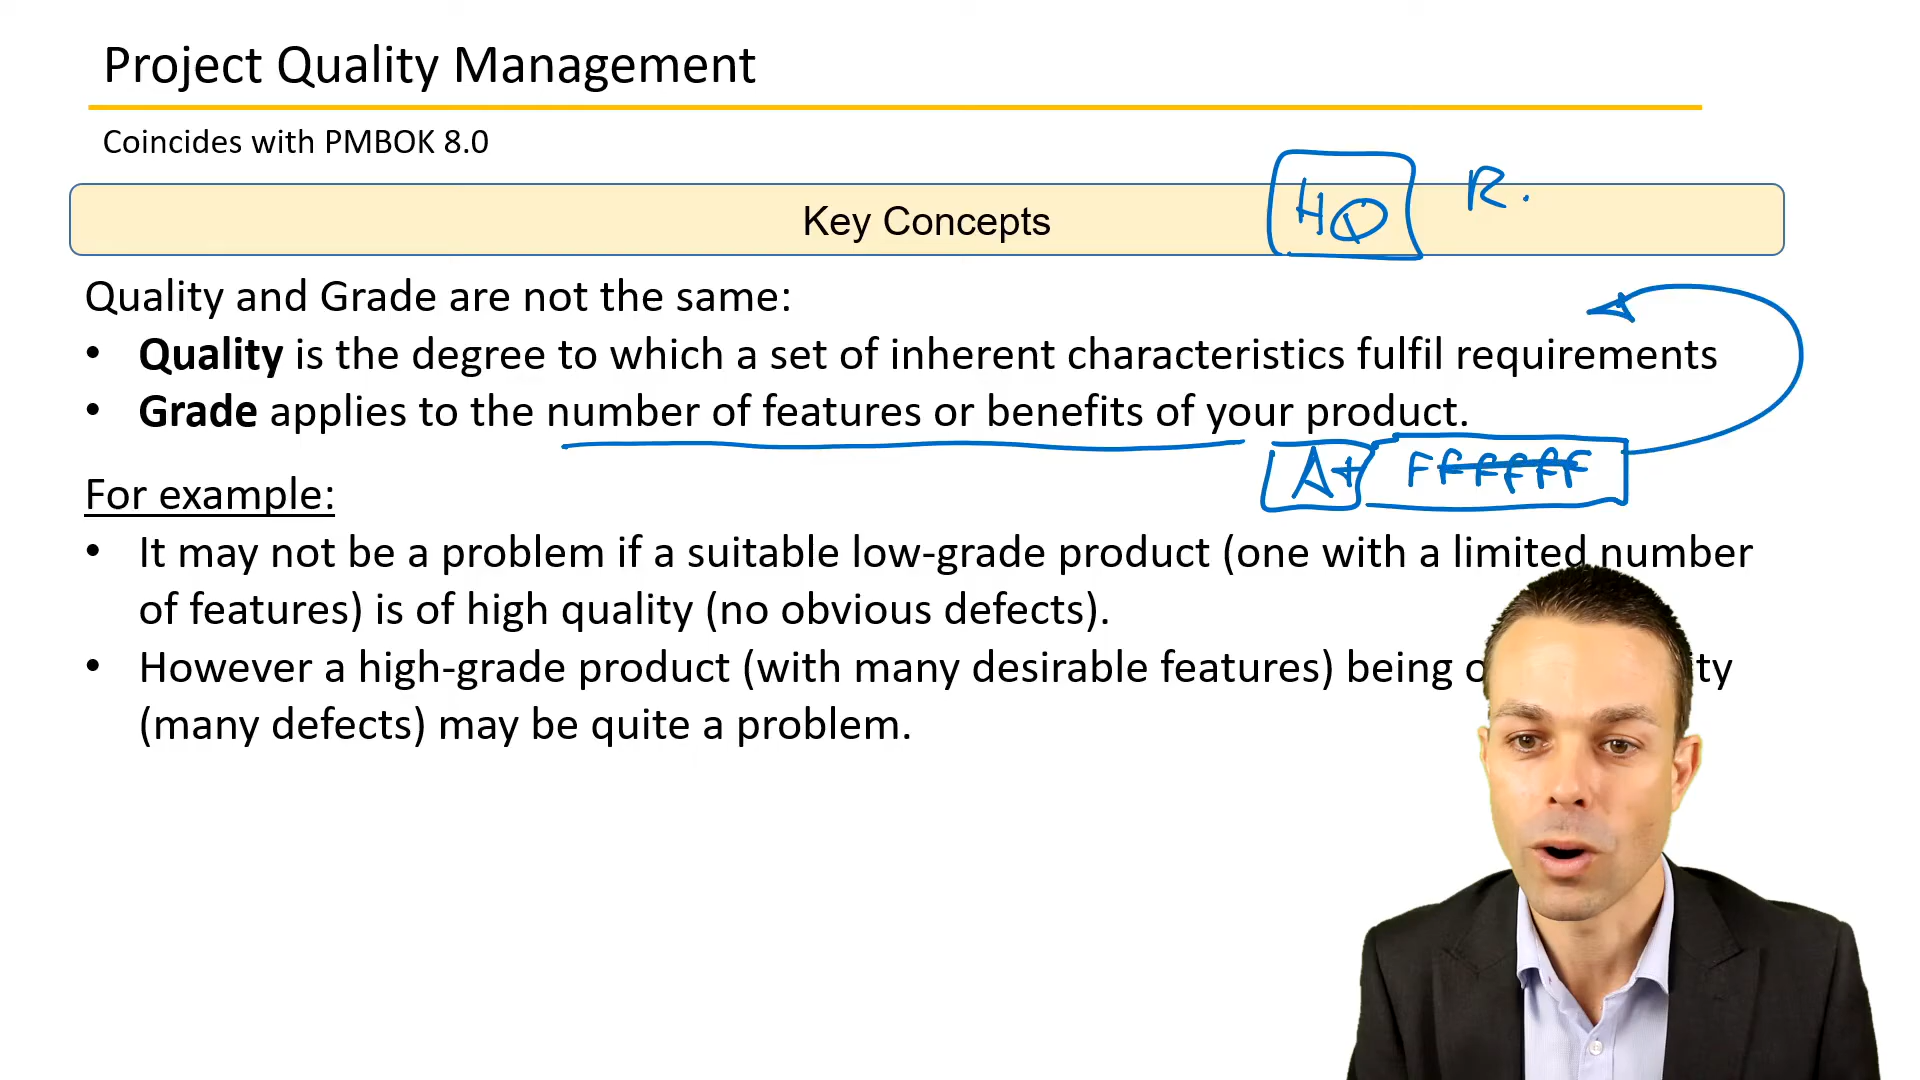 Project Quality Management
Coincides with PMBOK 8.0
HQ R.
Key Concepts
Quality and Grade are not the same:
• Quality is the degree to which a set of inherent characteristics fulfil requirements
• Grade applies to the number of features or benefits of your product.
A+ FFFFFFF
For example:
• It may not be a problem if a suitable low-grade product (one with a limited number
of features) is of high quality (no obvious defects).
• However a high-grade product (with many desirable features) being
(many defects) may be quite a problem.